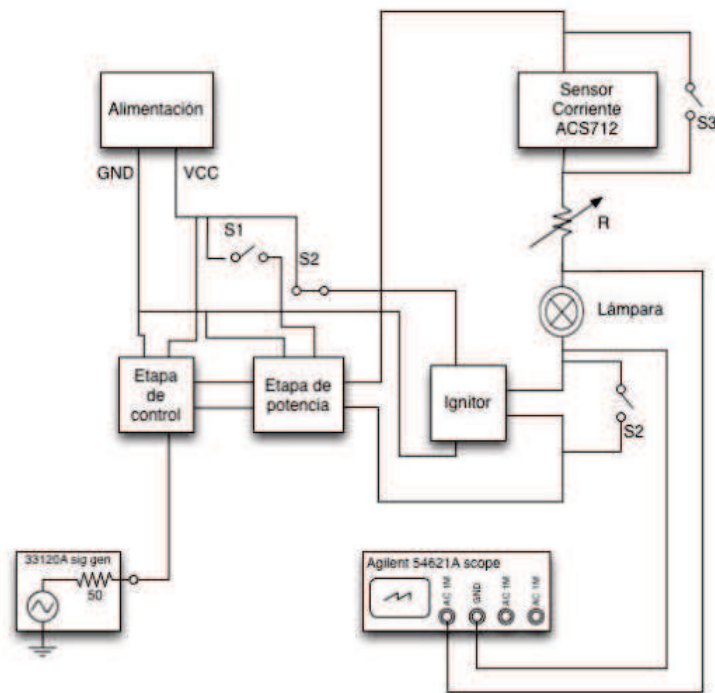 Alimentación
GND
VCC
Sensor
Corriente
ACS712
S3
S1
S2
R
Lámpara
Etapa
de
control
Etapa de
potencia
Ignitor
S2
33120A sig gen
50
Agilent 54621A scope
AC 1M
GND
AC 1M
AC 1M